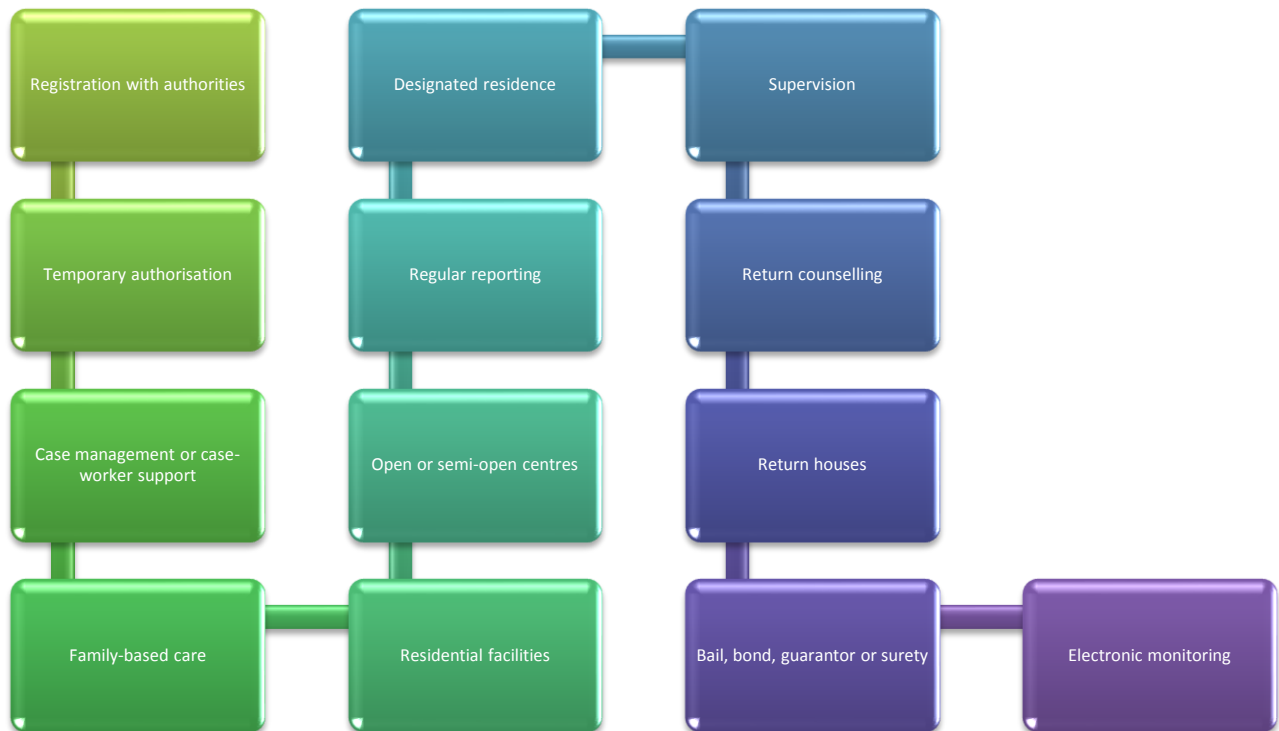 Registration with authorities
Temporary authorisation
Case management or case-
worker support
Family-based care
Residential facilities
Open or semi-open centres
Regular reporting
Designated residence
Supervision
Return counselling
Return houses
Bail, bond, guarantor or surety
Electronic monitoring